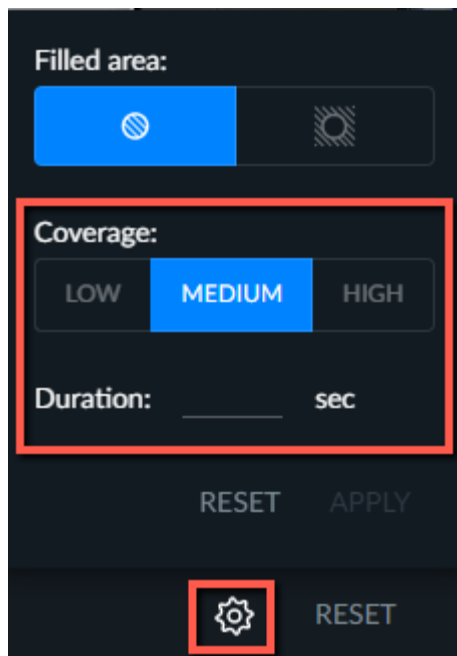 Filled area:
Coverage:
LOW MEDIUM HIGH
Duration: sec
RESET APPLY
RESET